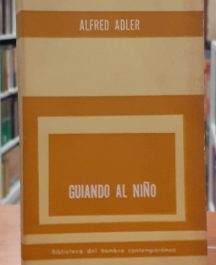 ALFRED ADLER
GUIANDO AL NIÑO
Biblioteca del hombre contemporáneo